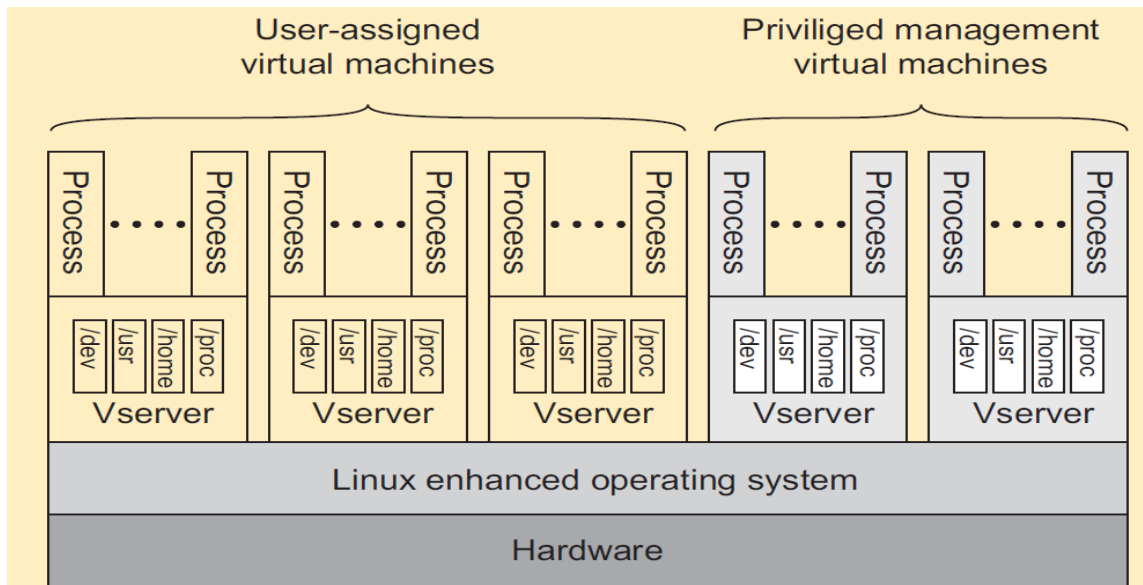 User-assigned
virtual machines
Priviliged management
virtual machines
Process
Process
Process
Process
Process
Process
Process
Process
Process
Process
/dev
/usr
/home
/proc
/dev
/usr
/home
/proc
/dev
/usr
/home
/proc
/dev
/usr
/home
/proc
/dev
/usr
/home
/proc
Vserver
Vserver
Vserver
Vserver
Vserver
Linux enhanced operating system
Hardware